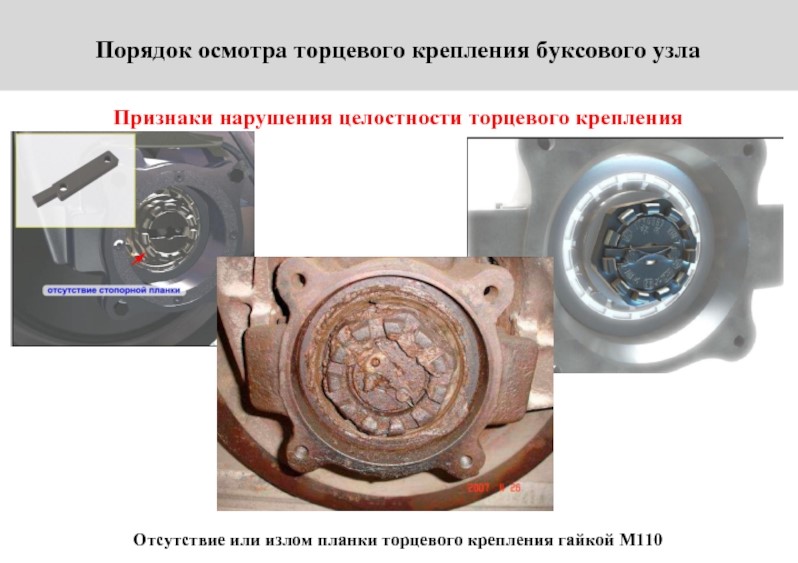 Порядок осмотра торцевого крепления буксового узла
Признаки нарушения целостности торцевого крепления
отсутствие стопорной планки
Отсутствие или излом планки торцевого крепления гайкой М110